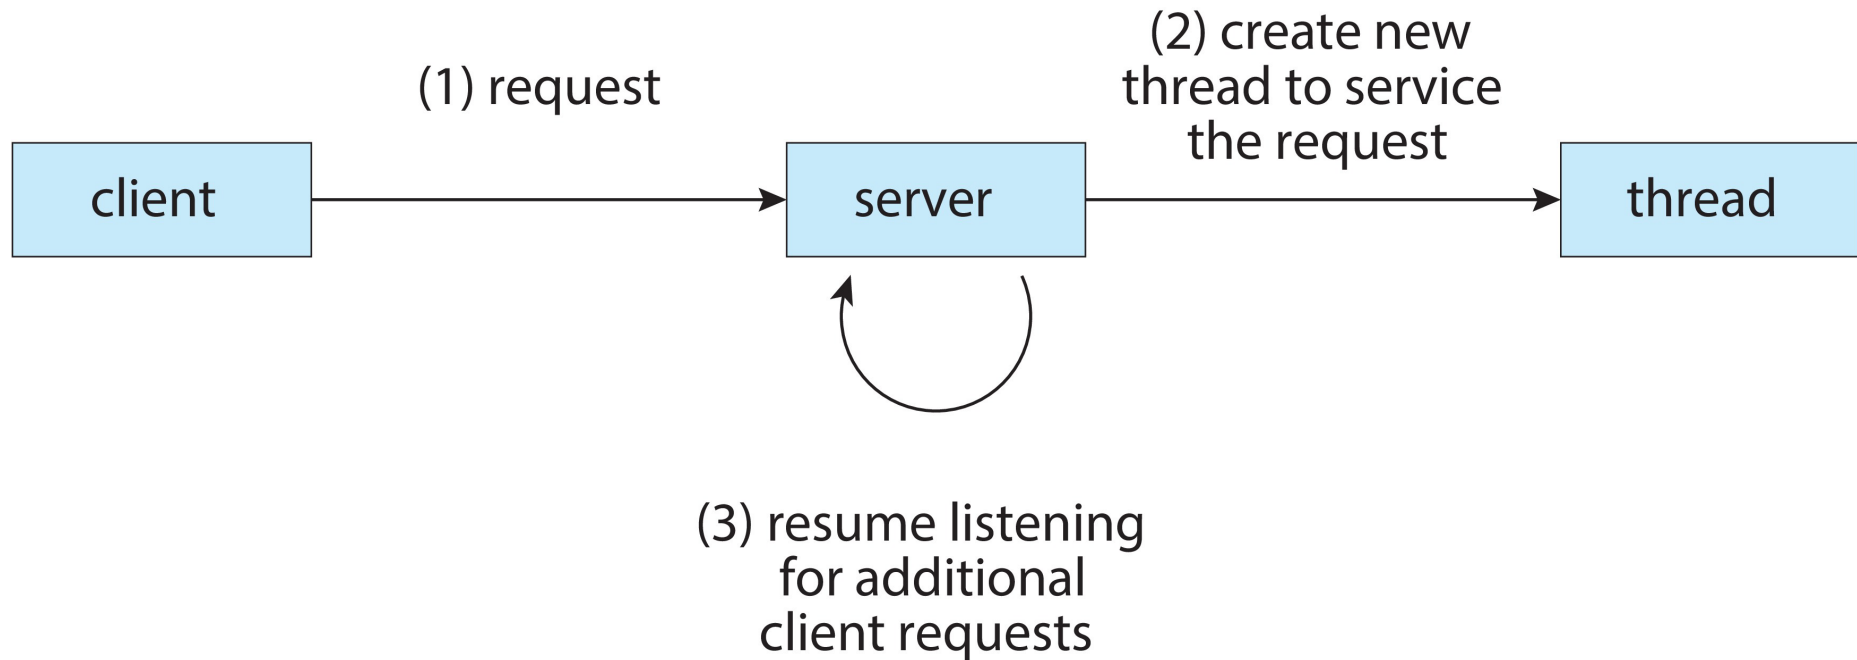 (1) request
(2) create new
thread to service
the request
client
server
thread
(3) resume listening
for additional
client requests